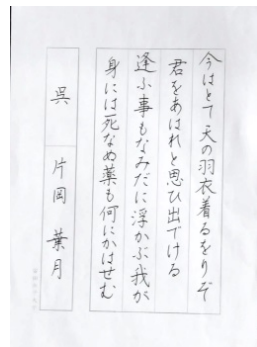 今はとて天の羽衣着るをりぞ
君をあはれと思ひ出でける
逢ふ事もなみだに浮かぶ我が
身には死なぬ薬も何にかはせむ
呉 片岡 葉月